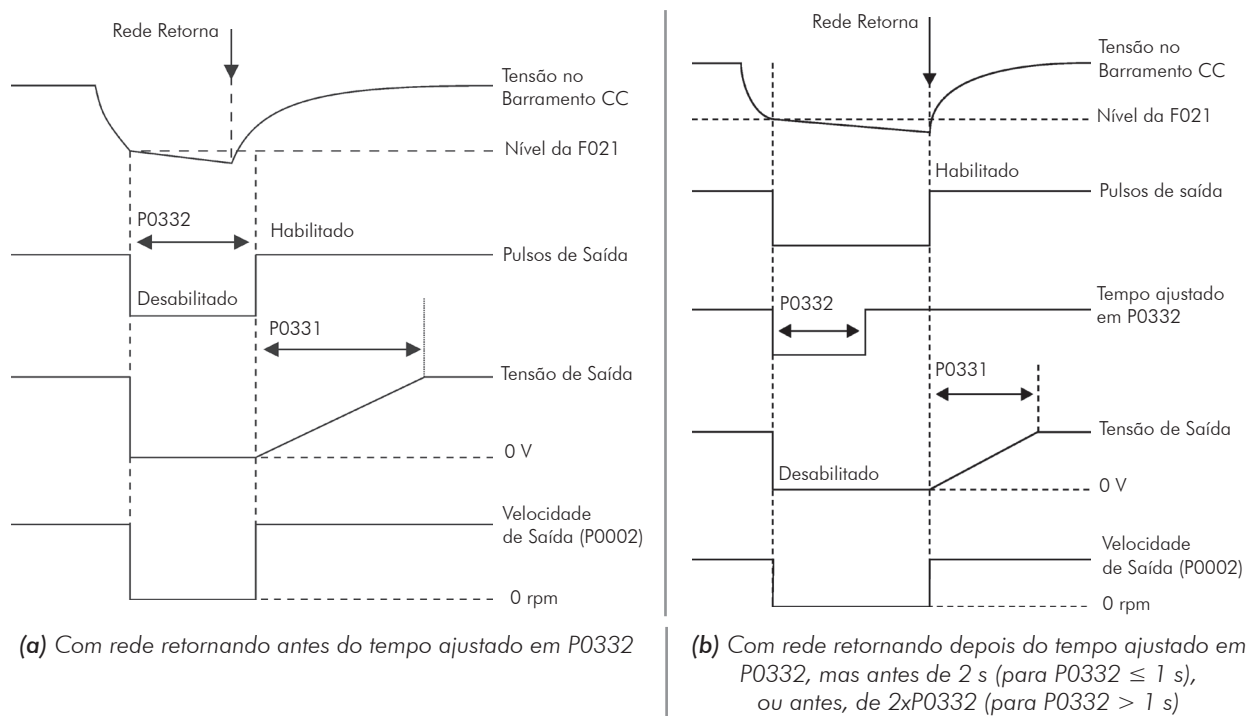 Rede Retorna
Tensão no
Barramento CC
Nível da F021
P0332
Habilitado
Pulsos de Saída
Desabilitado
P0331
Tensão de Saída
0 V
Velocidade
de Saída (P0002)
0 rpm
(a) Com rede retornando antes do tempo ajustado em P0332
Rede Retorna
Tensão no
Barramento CC
Nível da F021
Habilitado
Pulsos de saída
P0332
Tempo ajustado
em P0332
P0331
Tensão de Saída
Desabilitado
0 V
Velocidade
de Saída (P0002)
0 rpm
(b) Com rede retornando depois do tempo ajustado em
P0332, mas antes de 2 s (para P0332 ≤ 1 s),
ou antes, de 2xP0332 (para P0332 > 1 s)